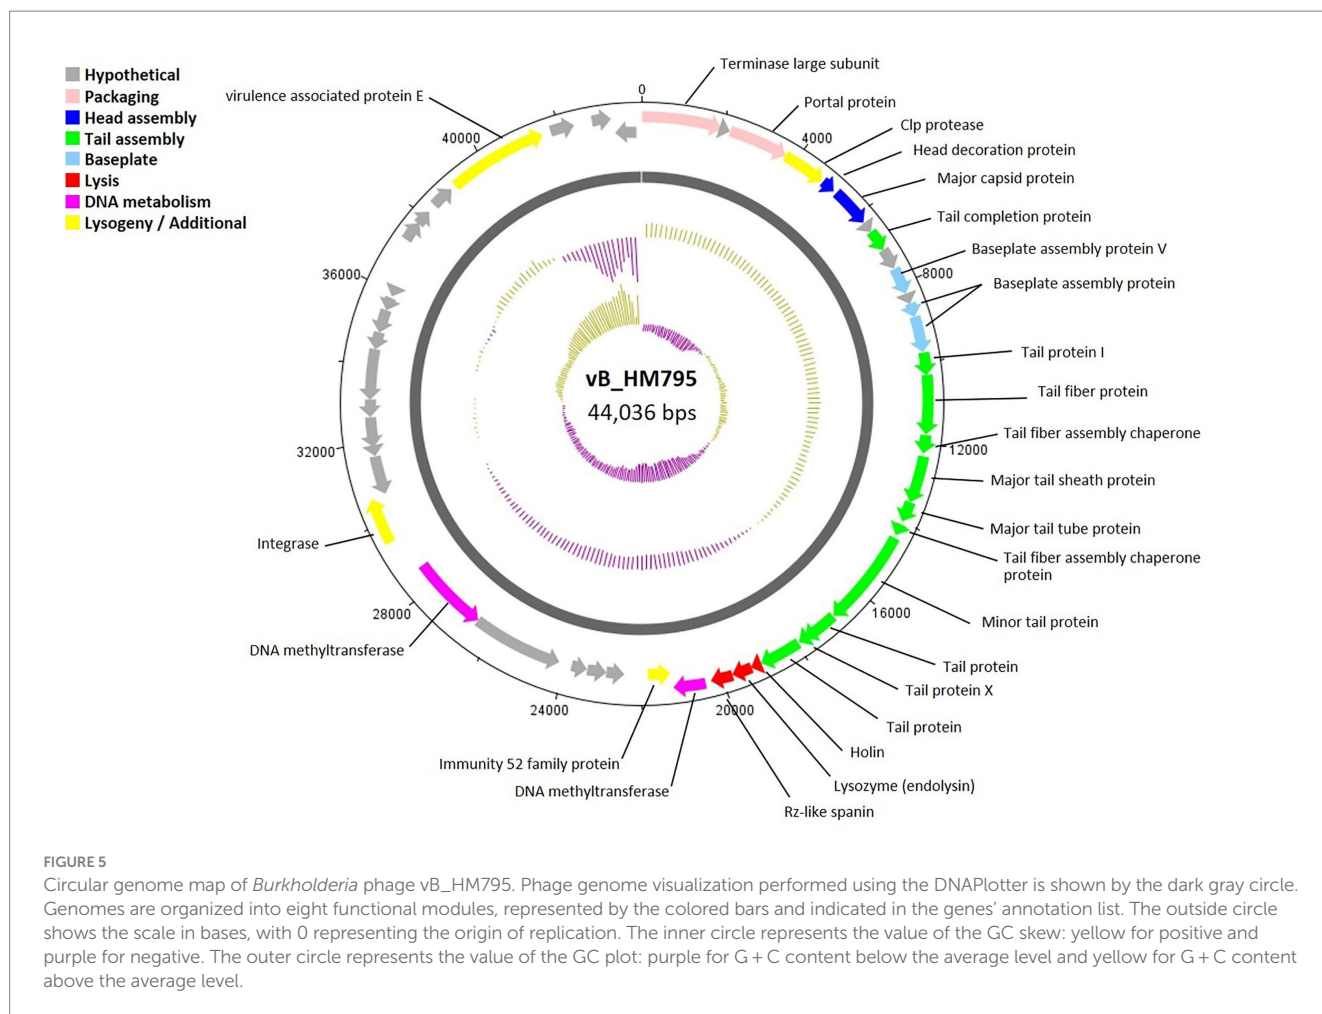 Hypothetical
Packaging
Head assembly
Tail assembly
Baseplate
Lysis
DNA metabolism
Lysogeny / Additional
virulence associated protein E
0
Terminase large subunit
Portal protein
4000
Clp protease
Head decoration protein
Major capsid protein
Tail completion protein
Baseplate assembly protein V
8000
Baseplate assembly protein
Tail protein I
Tail fiber protein
Tail fiber assembly chaperone
12000
Major tail sheath protein
Major tail tube protein
Tail fiber assembly chaperone
protein
16000
Minor tail protein
Tail protein
Tail protein X
Tail protein
Holin
Lysozyme (endolysin)
Rz-like spanin
20000
DNA methyltransferase
Immunity 52 family protein
24000
DNA methyltransferase
28000
Integrase
32000
36000
40000
vB_HM795
44,036 bps
FIGURE 5
Circular genome map of Burkholderia phage vB_HM795. Phage genome visualization performed using the DNAPlotter is shown by the dark gray circle.
Genomes are organized into eight functional modules, represented by the colored bars and indicated in the genes’ annotation list. The outside circle
shows the scale in bases, with 0 representing the origin of replication. The inner circle represents the value of the GC skew: yellow for positive and
purple for negative. The outer circle represents the value of the GC plot: purple for G + C content below the average level and yellow for G + C content
above the average level.